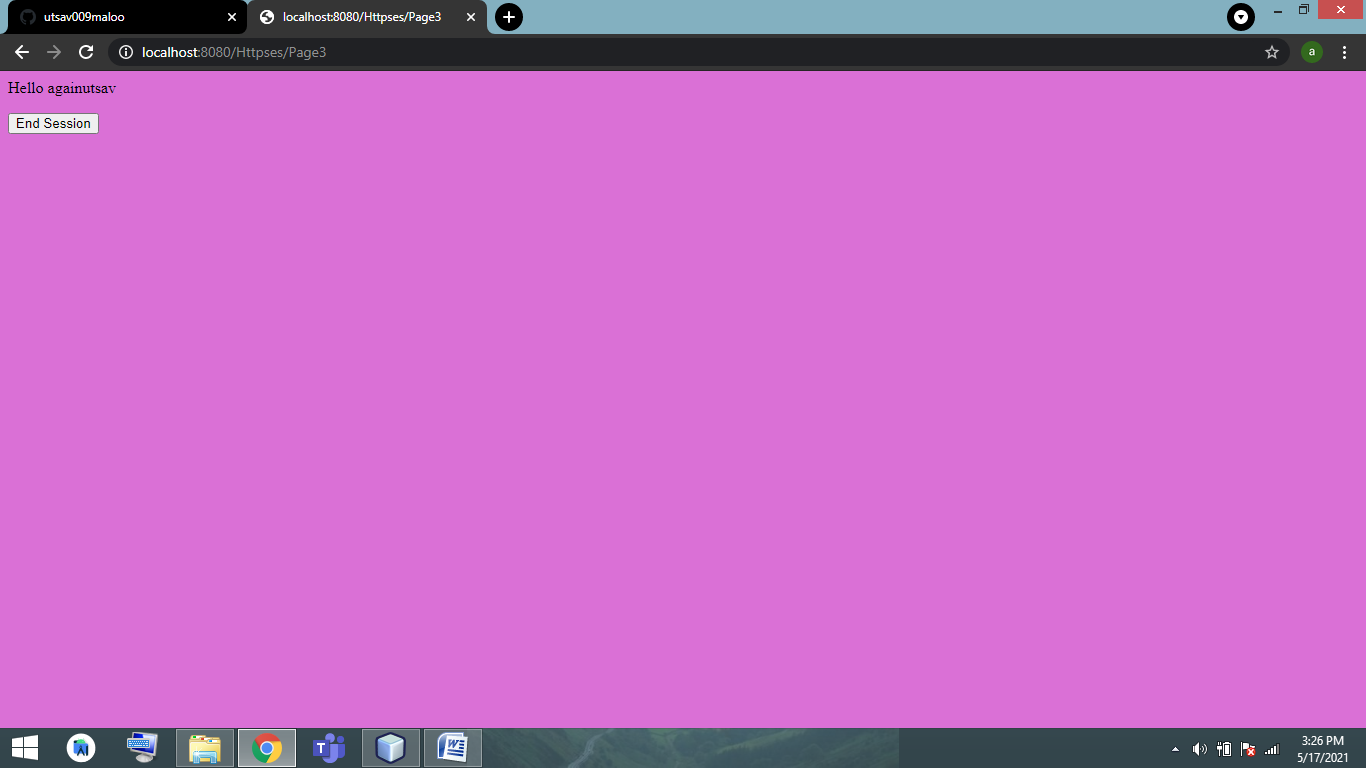 utsav009maloo
localhost:8080/Httpses/Page3
localhost:8080/Httpses/Page3
a
Hello againutsav
End Session
3:26 PM
5/17/2021